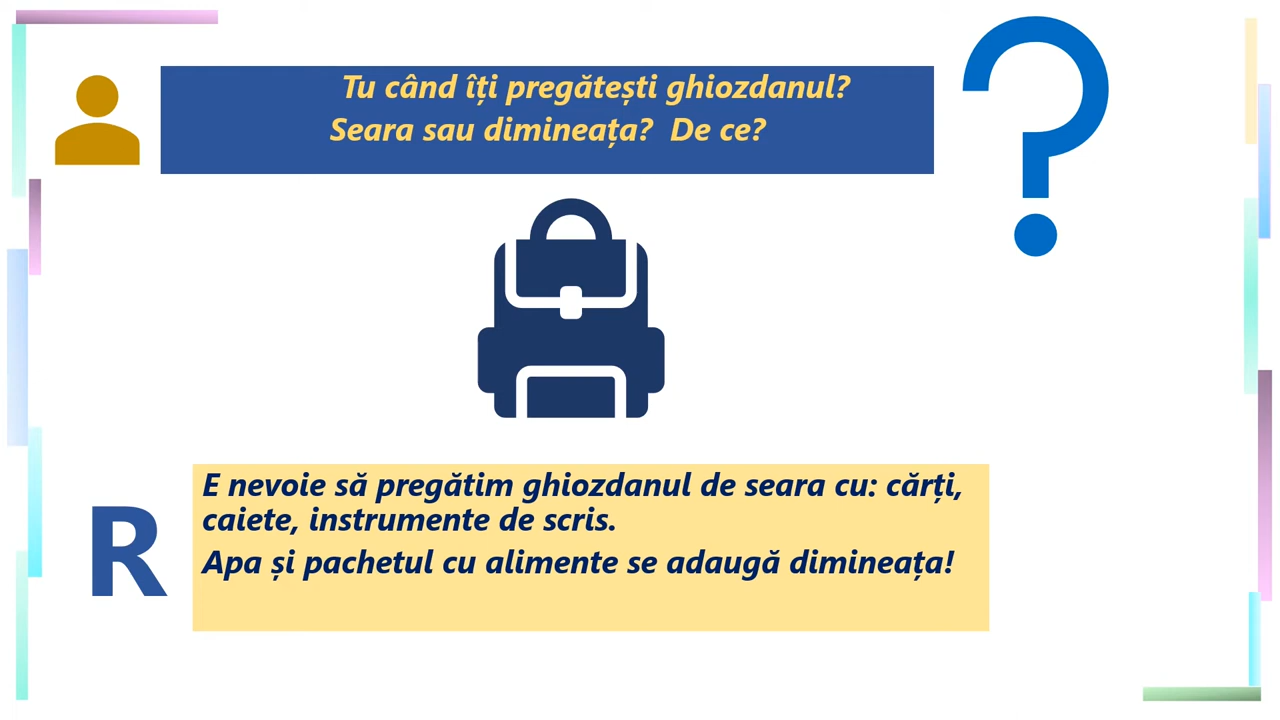 Tu când îți pregătești ghiozdanul?
Seara sau dimineața? De ce?
E nevoie să pregătim ghiozdanul de seara cu: cărți,
caiete, instrumente de scris.
R
Apa și pachetul cu alimente se adaugă dimineața!